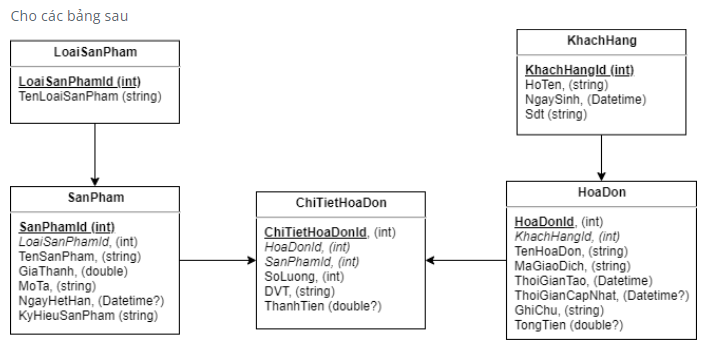 Cho các bảng sau
LoaiSanPham
LoaiSanPhamId (int)
TenLoaiSanPham (string)
KhachHang
KhachHangId (int)
HoTen, (string)
NgaySinh, (Datetime)
Sdt (string)
SanPham
SanPhamId (int)
LoaiSanPhamId, (int)
TenSanPham, (string)
GiaThanh, (double)
MoTa, (string)
NgayHetHan, (Datetime?)
KyHieuSanPham (string)
ChiTietHoaDon
ChiTietHoaDonId, (int)
HoaDonId, (int)
SanPhamId, (int)
SoLuong, (int)
DVT, (string)
ThanhTien (double?)
HoaDon
HoaDonId, (int)
KhachHangId, (int)
TenHoaDon, (string)
MaGiaoDich, (string)
ThoiGianTao, (Datetime)
ThoiGianCapNhat, (Datetime?)
GhiChu, (string)
TongTien (double?)